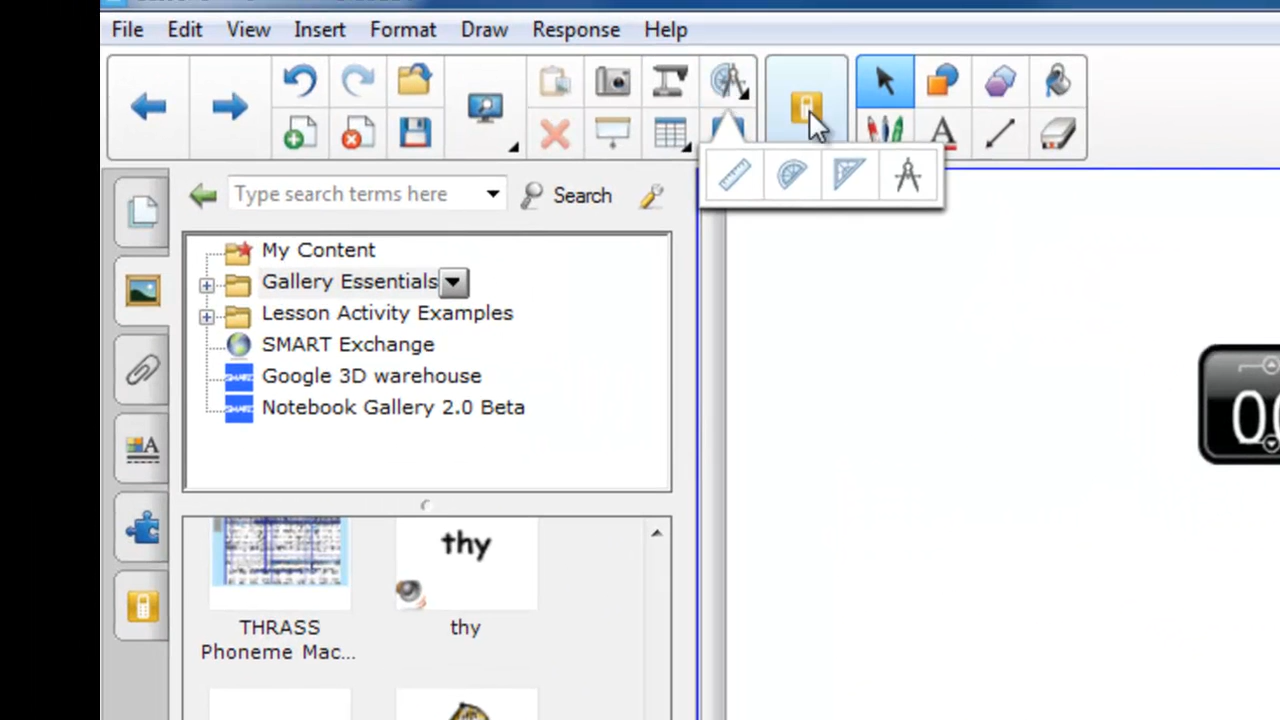 File Edit View Insert Format Draw Response Help
Type search terms here
Search
My Content
Gallery Essentials
Lesson Activity Examples
SMART Exchange
Google 3D warehouse
Notebook Gallery 2.0 Beta
thy
THRASS
Phoneme Mac...
thy